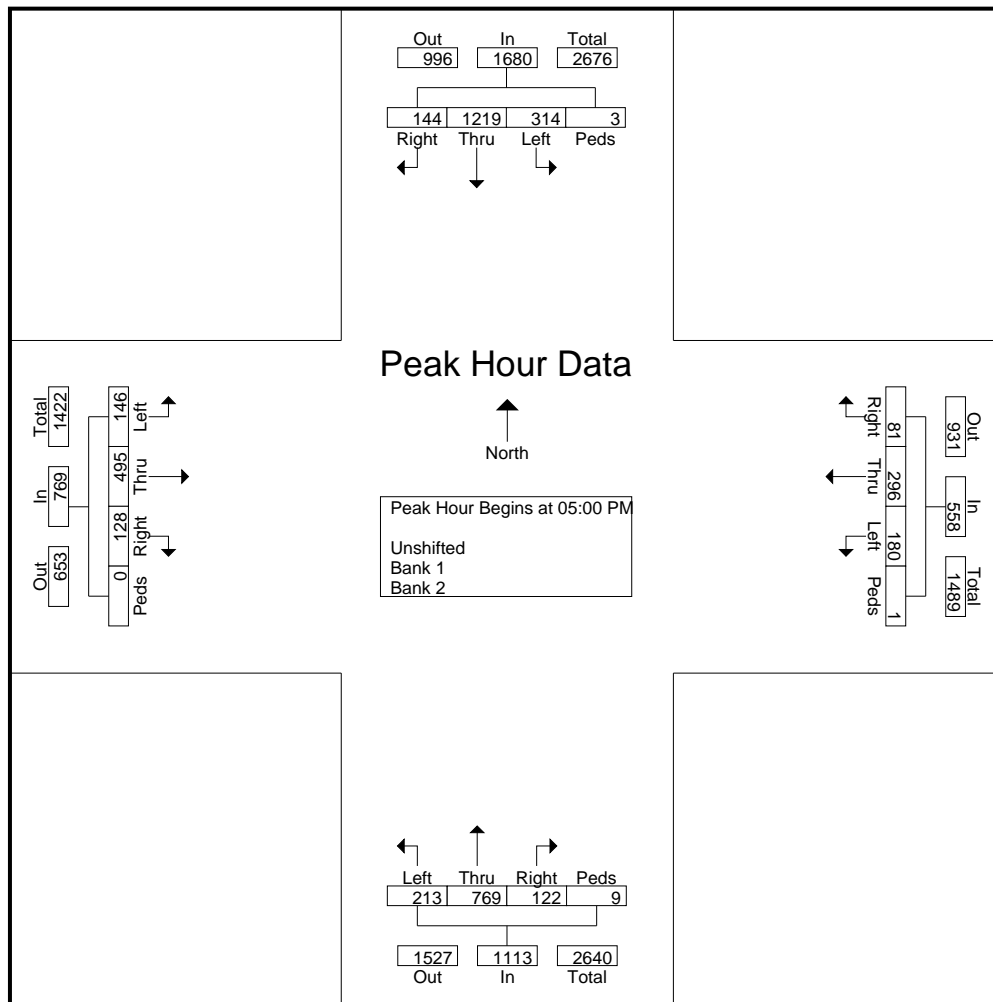 Out In Total
996 1680 2676
144 1219 314 3
Right Thru Left Peds
Peak Hour Data
North
Peak Hour Begins at 05:00 PM
Unshifted
Bank 1
Bank 2
Total In Out
1422 769 653
146 495 128 0
Left Thru Right Peds
Out In Total
931 558 1489
81 296 180 1
Right Thru Left Peds
Left Thru Right Peds
213 769 122 9
1527 1113 2640
Out In Total